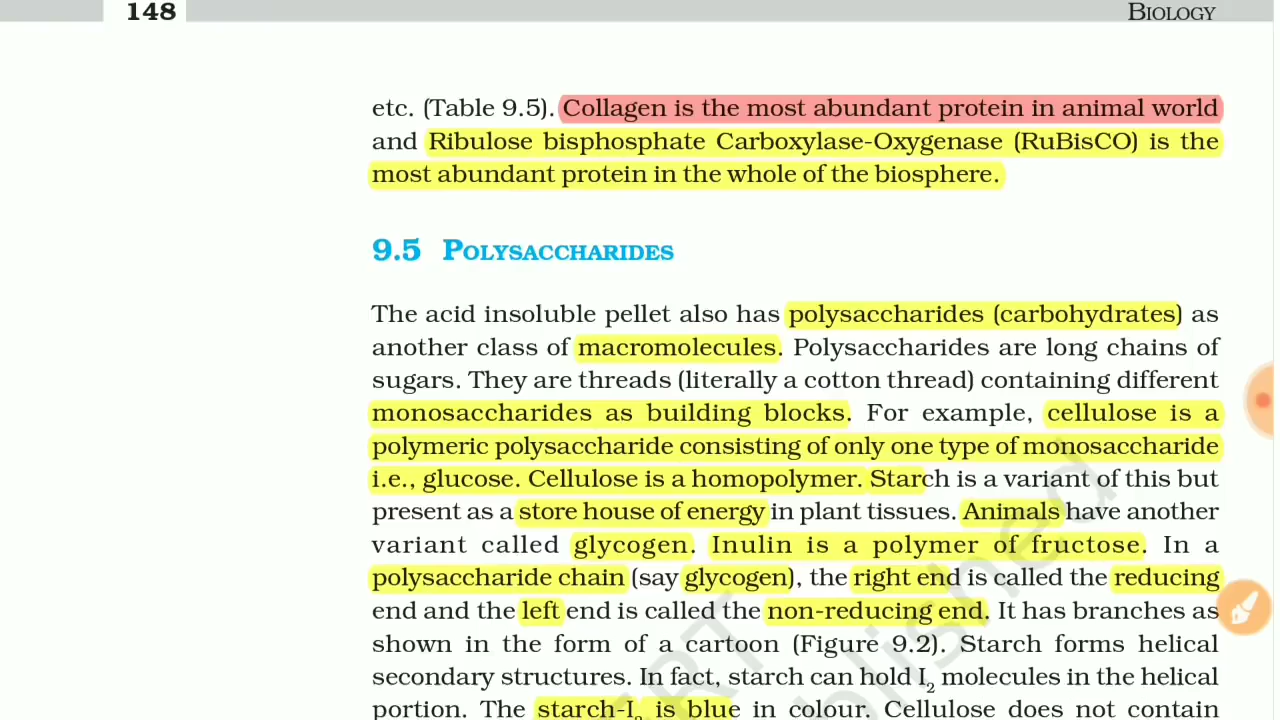 148
BIOLOGY
etc. (Table 9.5). Collagen is the most abundant protein in animal world
and Ribulose bisphosphate Carboxylase-Oxygenase (RuBisCO) is the
most abundant protein in the whole of the biosphere.
9.5 POLYSACCHARIDES
The acid insoluble pellet also has polysaccharides (carbohydrates) as
another class of macromolecules. Polysaccharides are long chains of
sugars. They are threads (literally a cotton thread) containing different
monosaccharides as building blocks. For example, cellulose is a
polymeric polysaccharide consisting of only one type of monosaccharide
i.e., glucose. Cellulose is a homopolymer. Starch is a variant of this but
present as a store house of energy in plant tissues. Animals have another
variant called glycogen. Inulin is a polymer of fructose. In a
polysaccharide chain (say glycogen), the right end is called the reducing
end and the left end is called the non-reducing end. It has branches as
shown in the form of a cartoon (Figure 9.2). Starch forms helical
secondary structures. In fact, starch can hold I₂ molecules in the helical
portion. The starch-I₂ is blue in colour. Cellulose does not contain